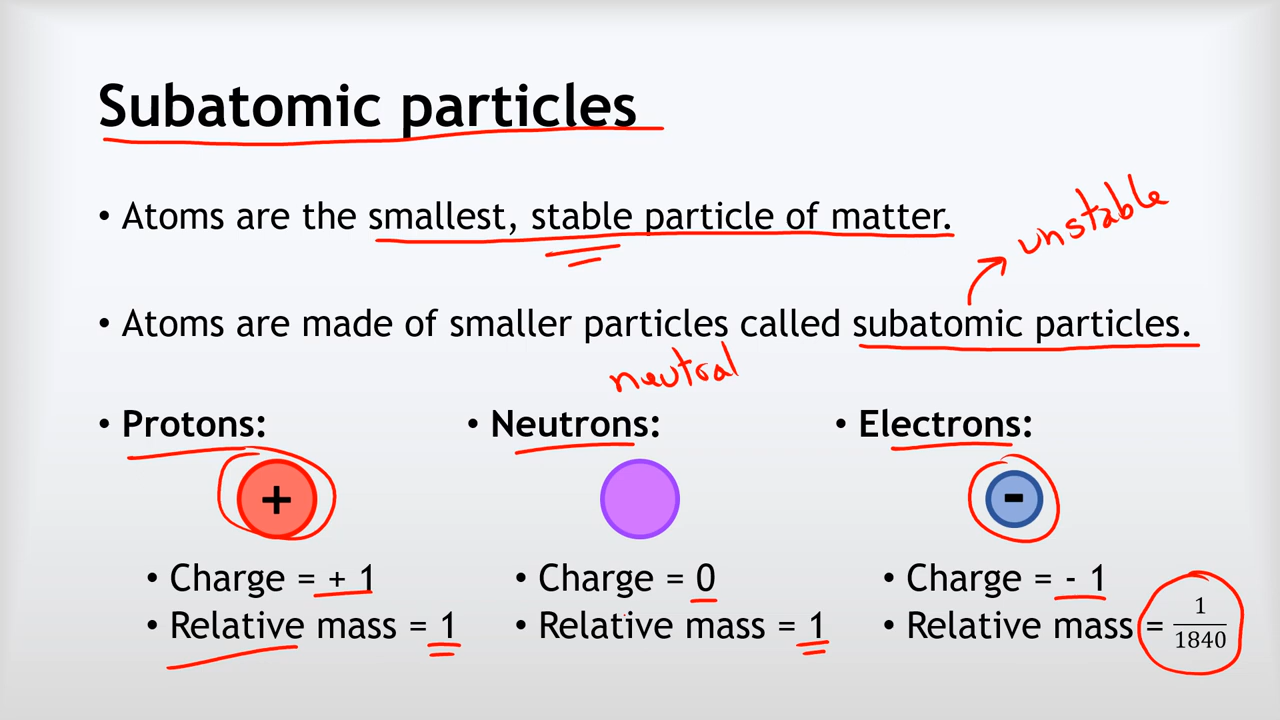 Subatomic particles
• Atoms are the smallest, stable particle of matter.
unstable
• Atoms are made of smaller particles called subatomic particles.
neutral
• Protons:
+
• Charge = + 1
• Relative mass = 1
• Neutrons:
• Charge = 0
• Relative mass = 1
• Electrons:
-
• Charge = - 1
• Relative mass = 1/1840